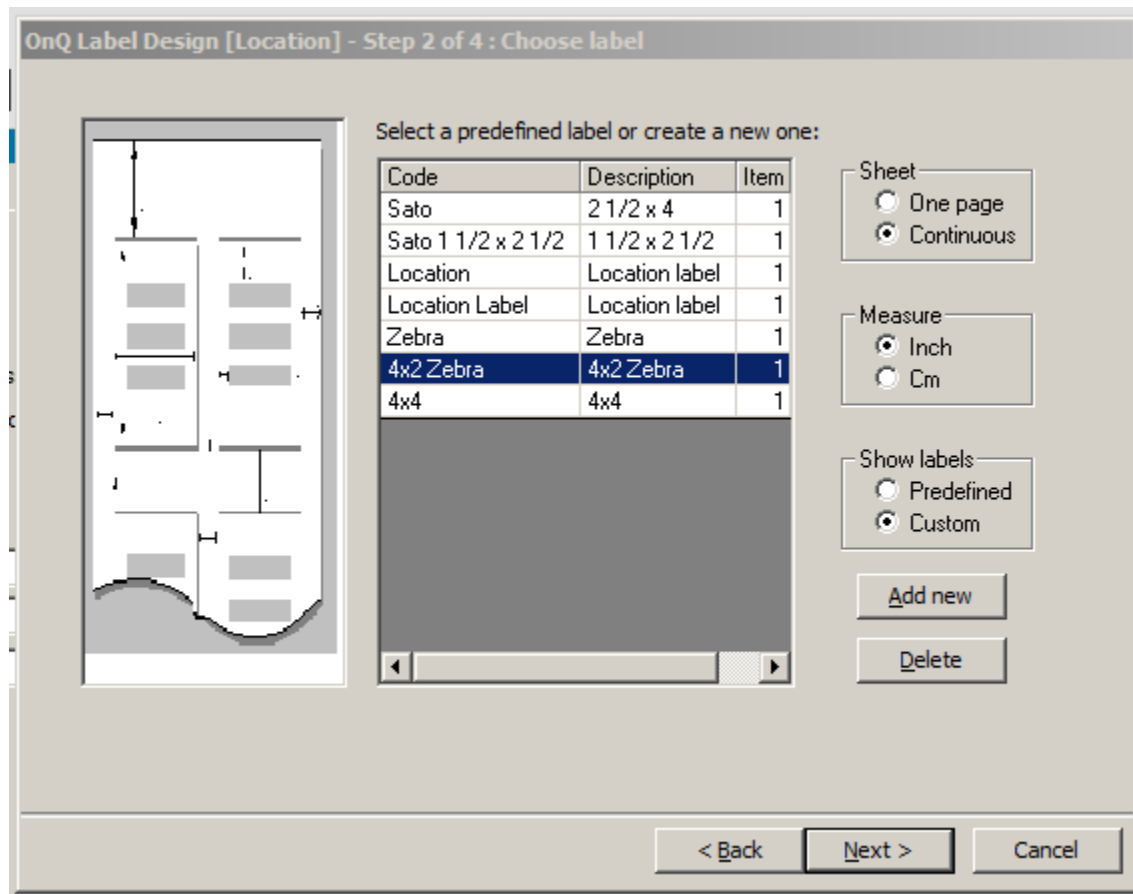 OnQ Label Design [Location] - Step 2 of 4 : Choose label
Select a predefined label or create a new one:
Code Description Item
Sato 2 1/2 x 4 1
Sato 1 1/2 x 2 1/2 1 1/2 x 2 1/2 1
Location Location label 1
Location Label Location label 1
Zebra Zebra 1
4x2 Zebra 4x2 Zebra 1
4x4 4x4 1
Sheet
One page
Continuous
Measure
Inch
Cm
Show labels
Predefined
Custom
Add new
Delete
< Back Next > Cancel